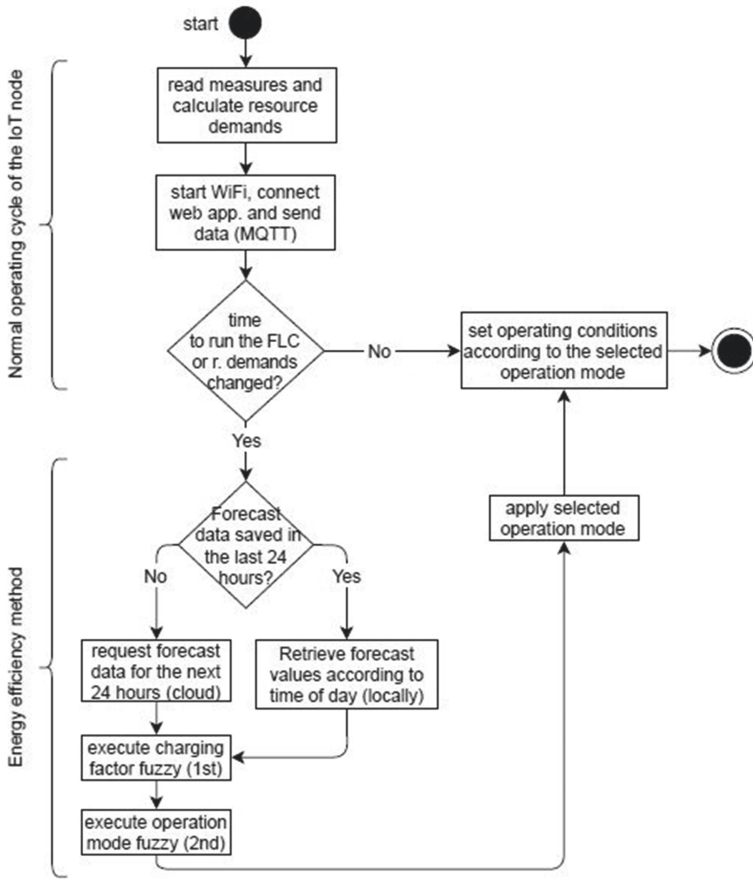 start
read measures and
calculate resource
demands
start WiFi, connect
web app. and send
data (MQTT)
time
to run the FLC
or r. demands
changed?
No
set operating conditions
according to the selected
operation mode
Yes
Normal operating cycle of the IoT node
Forecast
data saved in
the last 24
hours?
No
Yes
apply selected
operation mode
request forecast
data for the next
24 hours (cloud)
Retrieve forecast
values according to
time of day (locally)
execute charging
factor fuzzy (1st)
execute operation
mode fuzzy (2nd)
Energy efficiency method